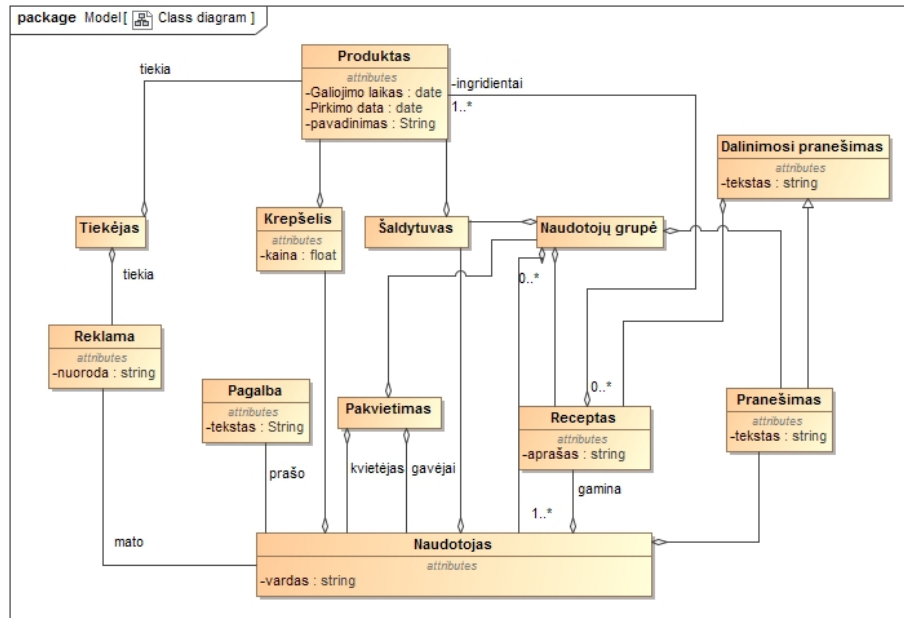 package Model[ Class diagram ]
Produktas
attributes
-Galiojimo laikas : date
-Pirkimo data : date
-pavadinimas : String
tiekia
-ingridientai
1..*
Dalinimosi pranešimas
attributes
-tekstas : string
Tiekėjas
Krepšelis
attributes
-kaina : float
Šaldytuvas
Naudotojų grupė
tiekia
0..*
Reklama
attributes
-nuoroda : string
Pagalba
attributes
-tekstas : String
Pakvietimas
0..*
Receptas
attributes
-aprašas : string
Pranešimas
attributes
-tekstas : string
prašo
kvietėjas
gavėjai
gamina
1..*
mato
Naudotojas
attributes
-vardas : string